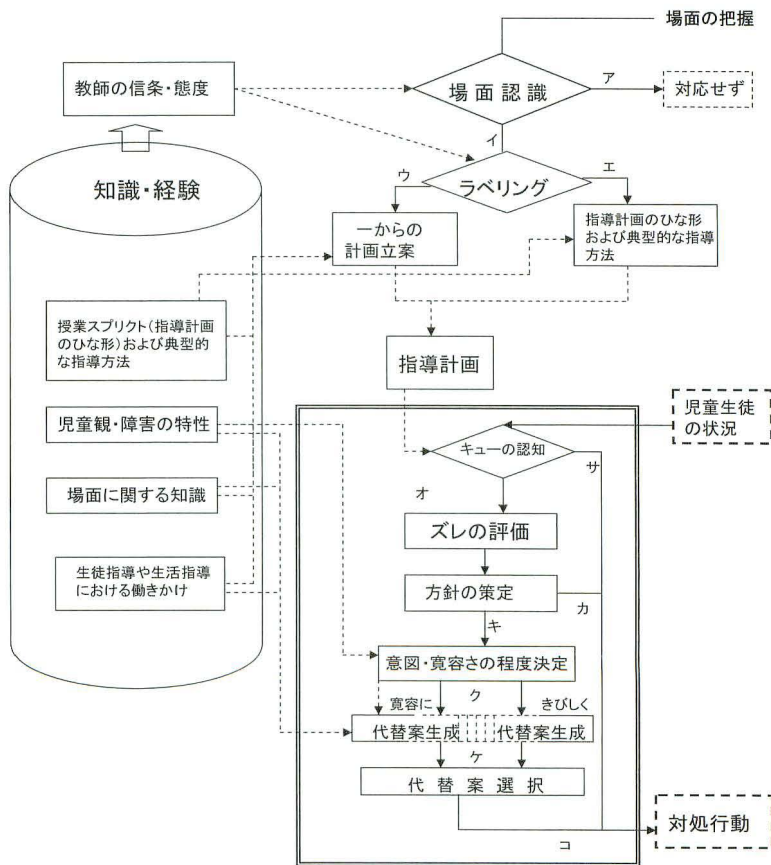 場面の把握
教師の信条・態度
場面認識
ア
対応せず
イ
知識・経験
ウ
ラベリング
エ
一からの
計画立案
指導計画のひな形
および典型的な指導
方法
授業スプリクト(指導計画
のひな形)および典型的
な指導方法
指導計画
児童生徒
の状況
児童観・障害の特性
キューの認知
サ
オ
場面に関する知識
ズレの評価
生徒指導や生活指導
における働きかけ
方針の策定
カ
キ
意図・寛容さの程度決定
寛容に
ク
きびしく
代替案生成
代替案生成
ケ
代替案選択
対処行動
コ